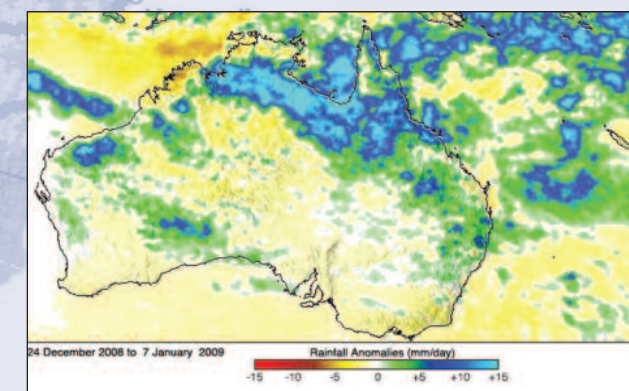 24 December 2008 to 7 January 2009 Rainfall Anomalies (mm/day)
-15 -10 -5 0 +5 +10 +15